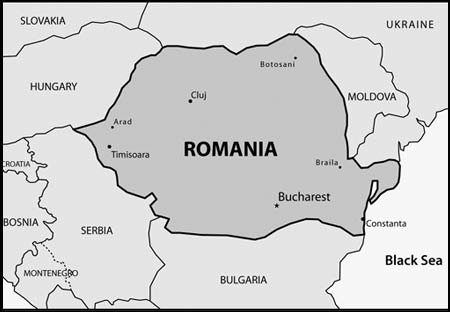 SLOVAKIA
UKRAINE
Botosani
HUNGARY
Cluj
MOLDOVA
Arad
ROMANIA
Timisoara
CROATIA
Braila
Bucharest
BOSNIA
Constanta
SERBIA
Black Sea
MONTENEGRO
BULGARIA